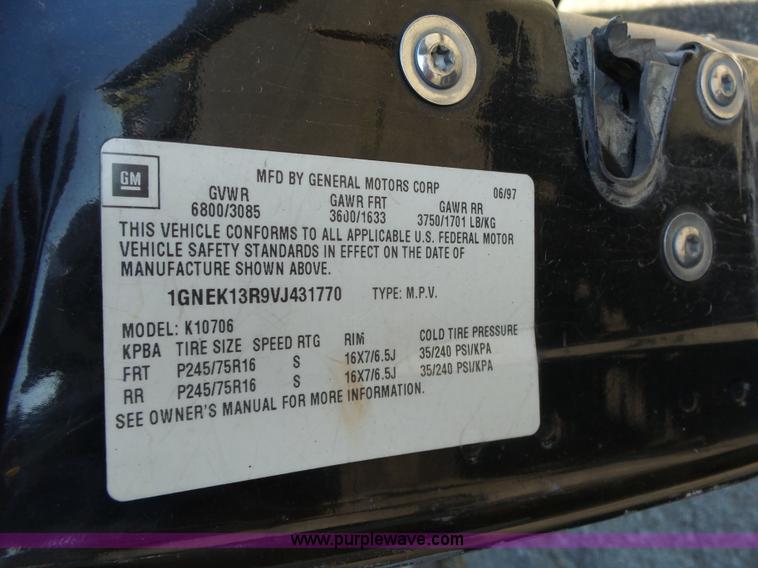 GM
MFD BY GENERAL MOTORS CORP 06/97
GVWR GAWR FRT GAWR RR
6800/3085 3600/1633 3750/1701 LB/KG
THIS VEHICLE CONFORMS TO ALL APPLICABLE U.S. FEDERAL MOTOR
VEHICLE SAFETY STANDARDS IN EFFECT ON THE DATE OF
MANUFACTURE SHOWN ABOVE.
1GNEK13R9VJ431770 TYPE: M.P.V.
MODEL: K10706
KPBA TIRE SIZE SPEED RTG RIM COLD TIRE PRESSURE
FRT P245/75R16 S 16X7/6.5J 35/240 PSI/KPA
RR P245/75R16 S 16X7/6.5J 35/240 PSI/KPA
SEE OWNER'S MANUAL FOR MORE INFORMATION.
www.purplewave.com